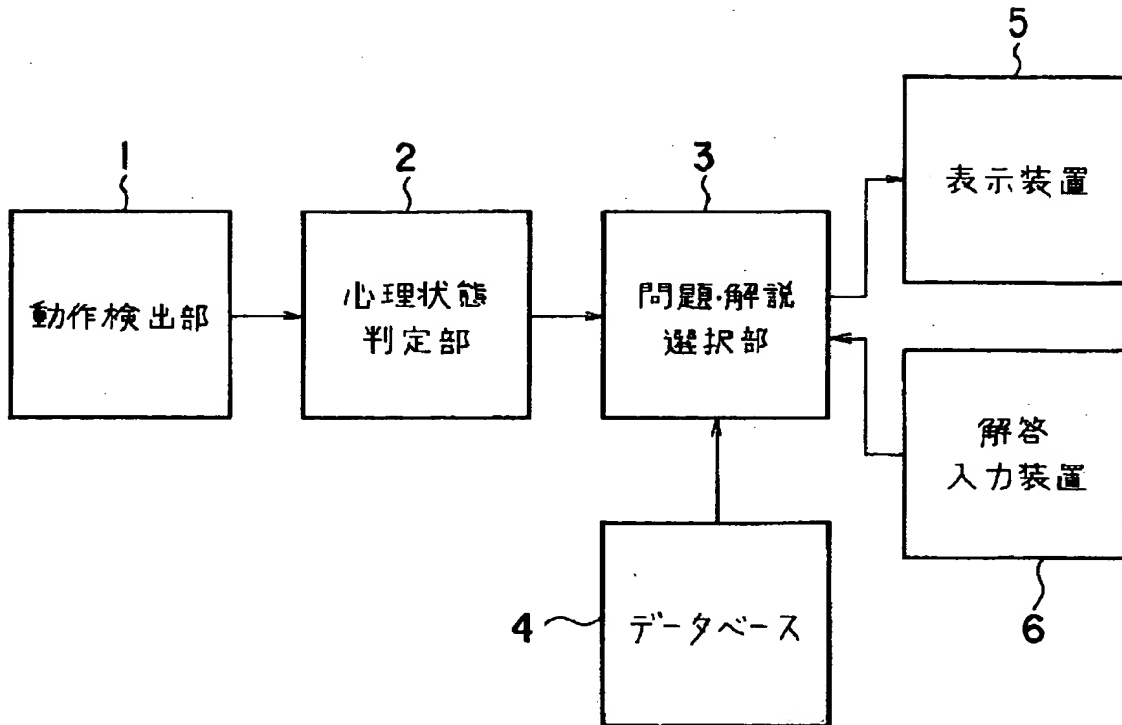 5
1
2
3
表示装置
動作検出部
心理状態
判定部
問題・解説
選択部
解答
入力装置
4
データベース
6